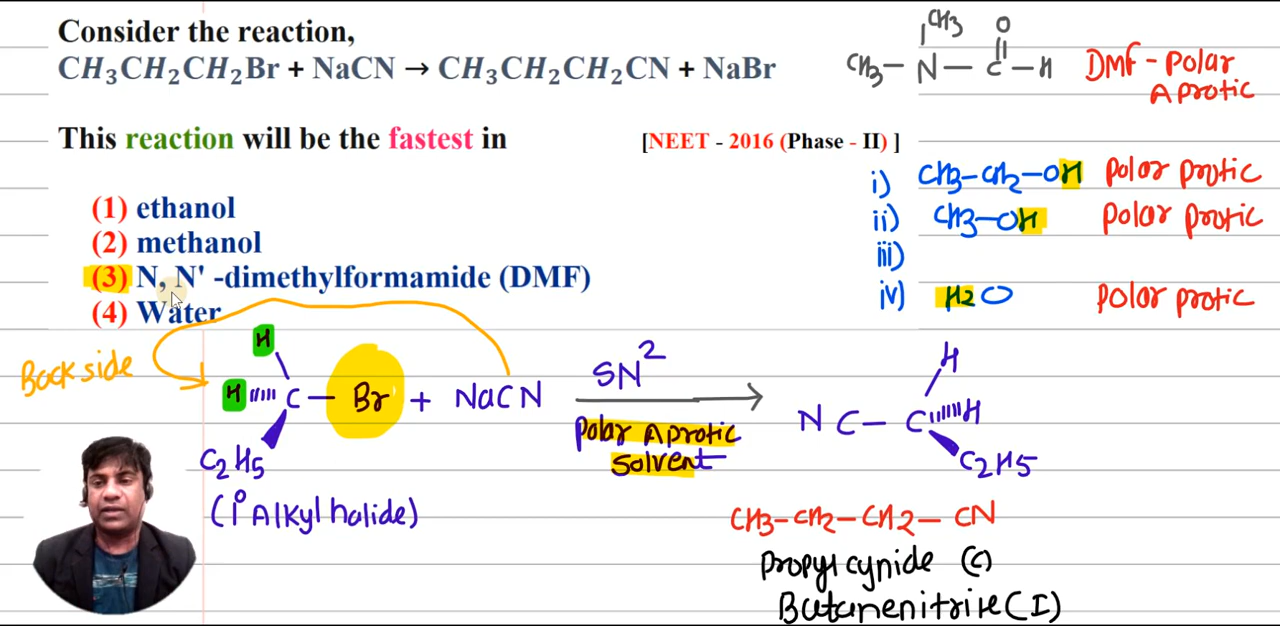 Consider the reaction,
CH₃CH₂CH₂Br + NaCN → CH₃CH₂CH₂CN + NaBr
This reaction will be the fastest in [NEET - 2016 (Phase - II) ]
(1) ethanol
(2) methanol
(3) N, N' -dimethylformamide (DMF)
(4) Water
CH3 O
CH3 – N – C – H DMF - Polar
Aprotic
i) CH3-CH2-OH Polar protic
ii) CH3-OH Polar protic
iii)
iv) H2O Polar protic
Back side
H
H C – Br + NaCN
C2H5
(1° Alkyl halide)
SN2
Polar Aprotic
Solvent
H
NC – C H
C2H5
CH3-CH2-CH2-CN
Propyl cynide (C)
Butanenitrile (I)